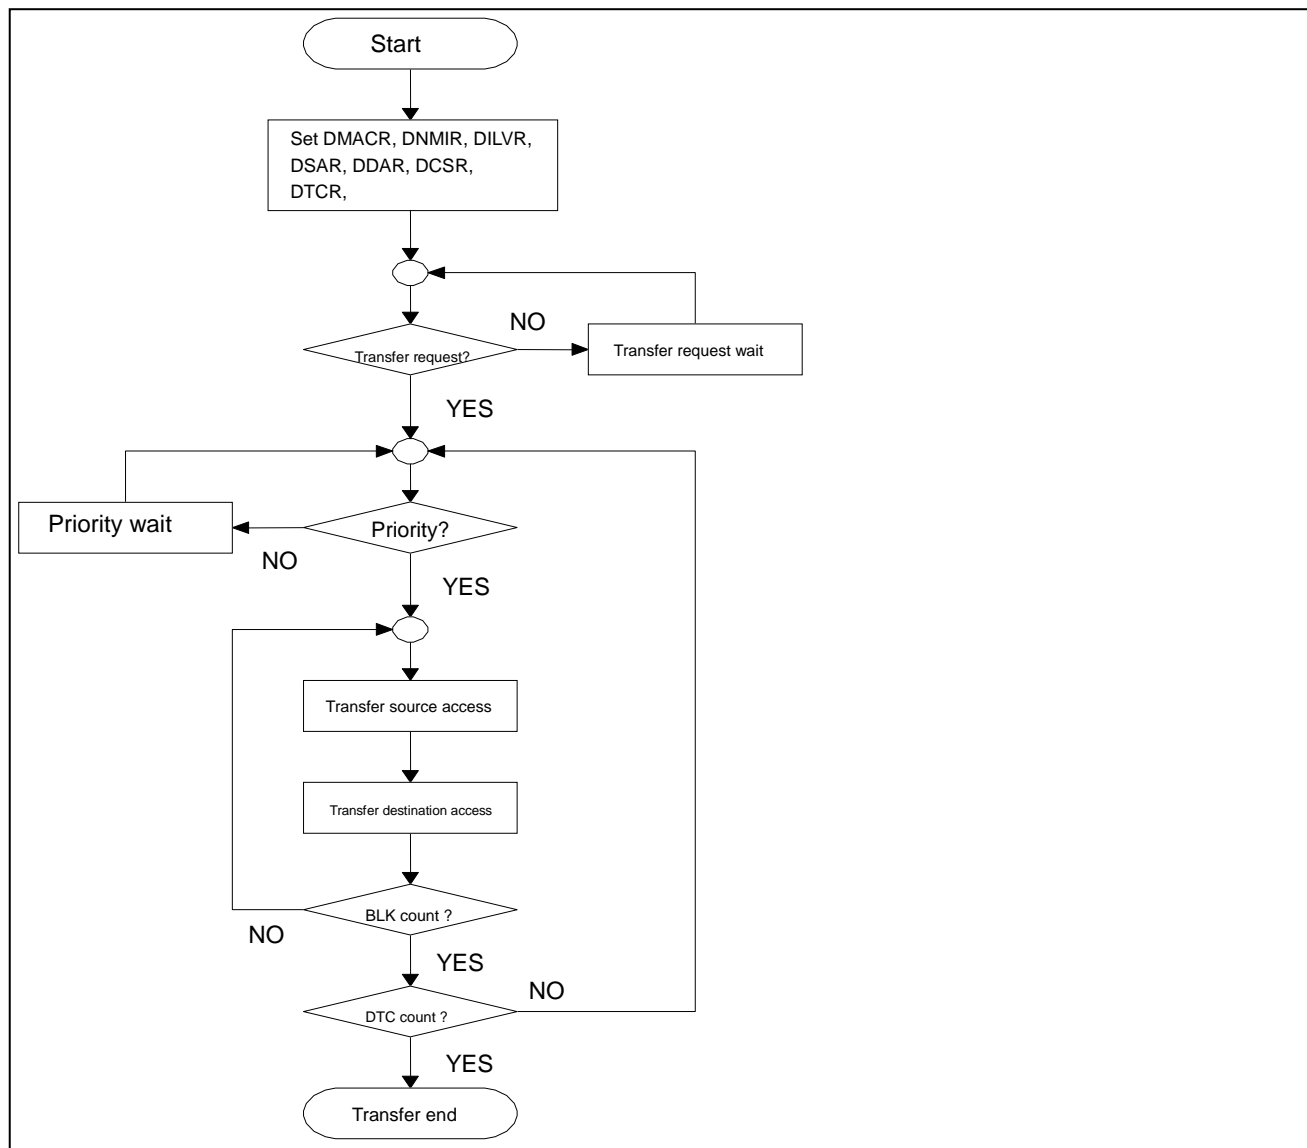 Start
Set DMACR, DNMIR, DILVR,
DSAR, DDAR, DCSR,
DTCR,
NO
Transfer request?
Transfer request wait
YES
Priority wait
Priority?
NO
YES
Transfer source access
Transfer destination access
BLK count ?
NO
YES
NO
DTC count ?
YES
Transfer end